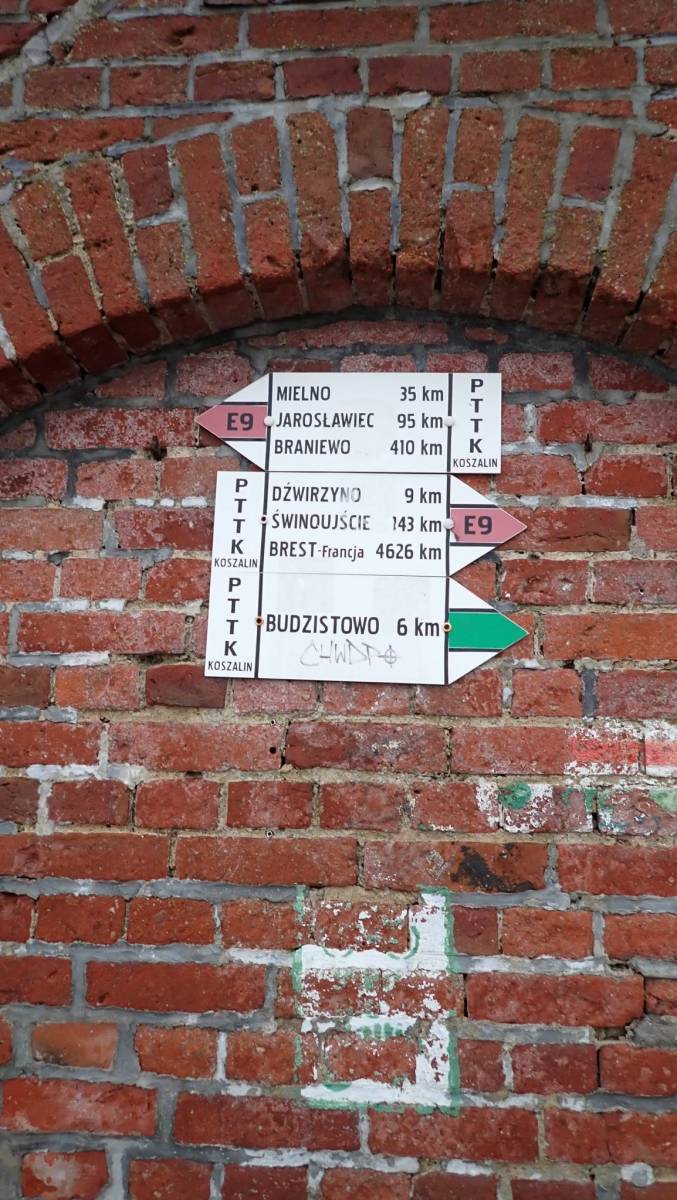 E9
MIELNO 35 km
JAROSŁAWIEC 95 km
BRANIEWO 410 km
PTTK
KOSZALIN
PTTK
KOSZALIN
DŹWIRZYNO 9 km
ŚWINOUJŚCIE 143 km
BREST-Francja 4626 km
E9
PTTK
KOSZALIN
BUDZISTOWO 6 km